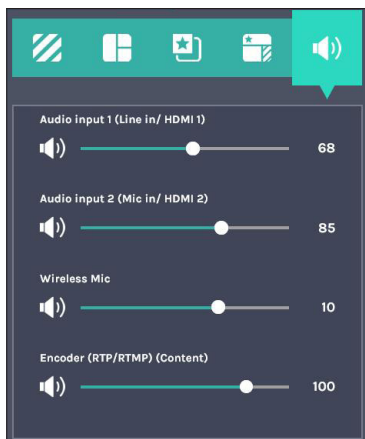 Audio input 1 (Line in/ HDMI 1)
68
Audio input 2 (Mic in/ HDMI 2)
85
Wireless Mic
10
Encoder (RTP/RTMP) (Content)
100